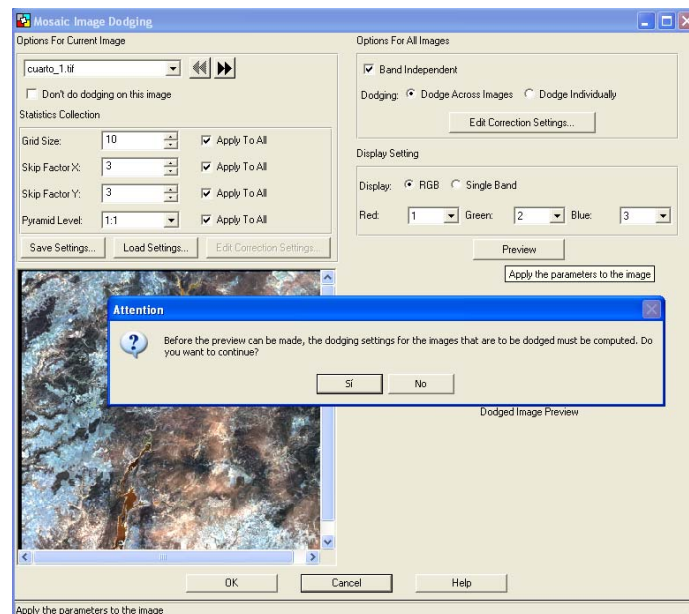 Mosaic Image Dodging
Options For Current Image
cuarto_1.tif
Don't do dodging on this image
Statistics Collection
Grid Size: 10 Apply To All
Skip Factor X: 3 Apply To All
Skip Factor Y: 3 Apply To All
Pyramid Level: 1:1 Apply To All
Save Settings... Load Settings... Edit Correction Settings...
Options For All Images
Band Independent
Dodging: Dodge Across Images Dodge Individually
Edit Correction Settings...
Display Setting
Display: RGB Single Band
Red: 1 Green: 2 Blue: 3
Preview
Apply the parameters to the image
Attention
Before the preview can be made, the dodging settings for the images that are to be dodged must be computed. Do
you want to continue?
Sí No
Dodged Image Preview
OK Cancel Help
Apply the parameters to the image